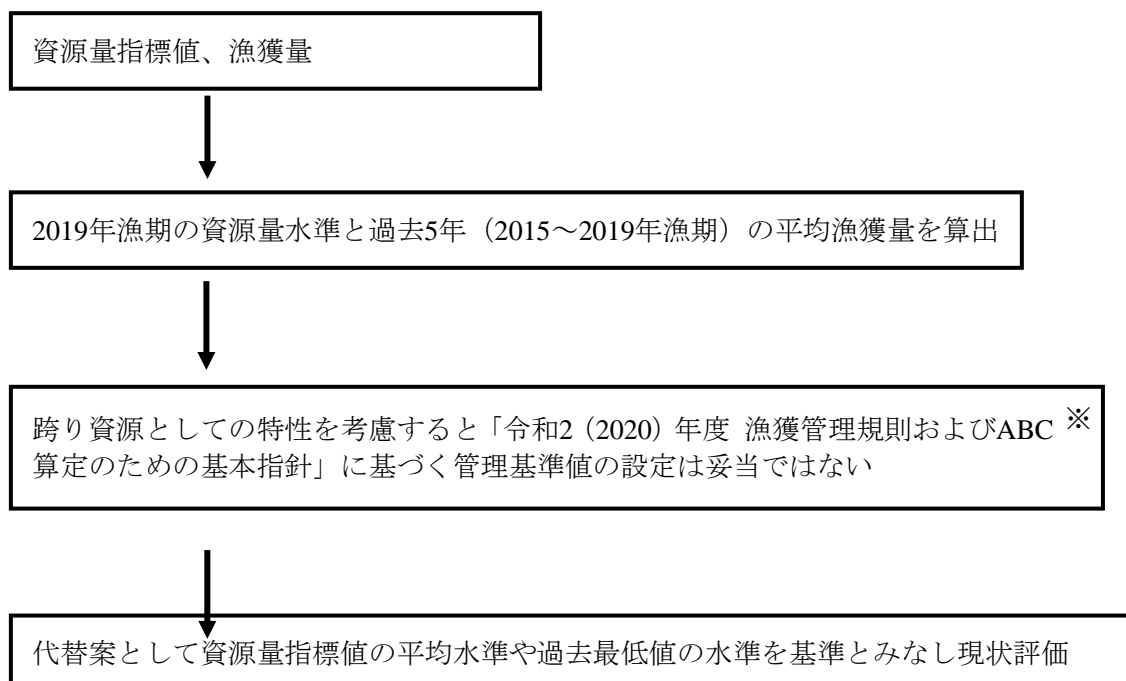 資源量指標値、漁獲量
2019年漁期の資源量水準と過去5年（2015～2019年漁期）の平均漁獲量を算出
跨り資源としての特性を考慮すると「令和2（2020）年度 漁獲管理規則およびABC ※
算定のための基本指針」に基づく管理基準値の設定は妥当ではない
代替案として資源量指標値の平均水準や過去最低値の水準を基準とみなし現状評価